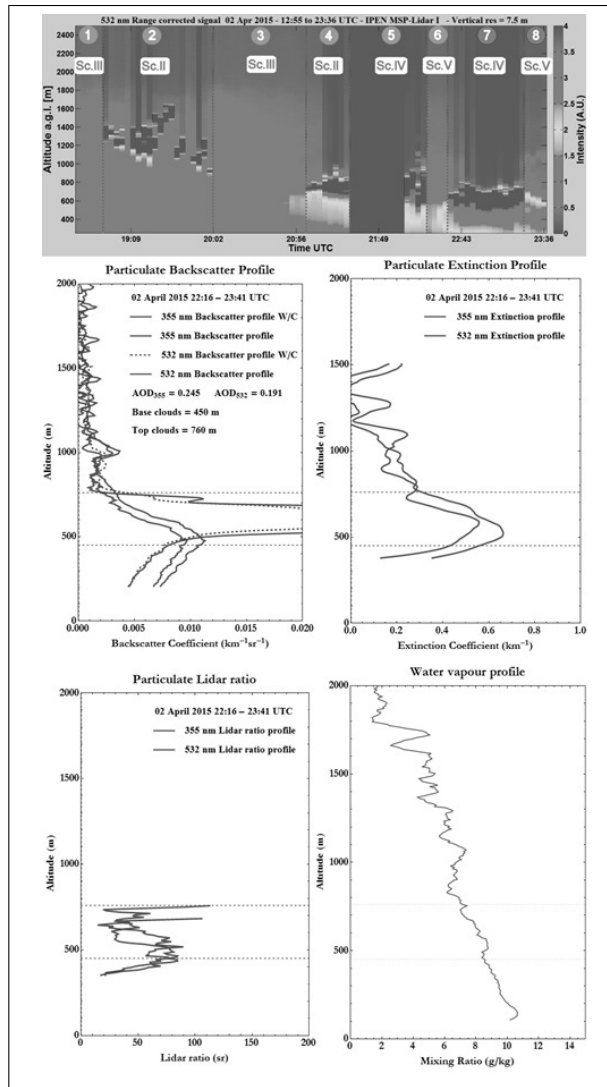 532 nm Range corrected signal 02 Apr 2015 - 12:55 to 23:36 UTC - IPEN MSP-Lidar I - Vertical res = 7.5 m
1 2 3 4 5 6 7 8
Sc.III Sc.II Sc.III Sc.II Sc.IV Sc.V Sc.IV Sc.V
Altitude a.g.l. [m]
2400
2200
2000
1800
1600
1400
1200
1000
800
600
400
19:09 20:02 20:56 21:49 22:43 23:36
Time UTC
4
3.5
3
2.5
2
1.5
1
0.5
0
Intensity (A.U.)
Particulate Backscatter Profile
02 April 2015 22:16 – 23:41 UTC
355 nm Backscatter profile W/C
355 nm Backscatter profile
532 nm Backscatter profile W/C
532 nm Backscatter profile
AOD355 = 0.245 AOD532 = 0.191
Base clouds = 450 m
Top clouds = 760 m
Altitude (m)
2000
1500
1000
500
0
0.000 0.005 0.010 0.015 0.020
Backscatter Coefficient (km⁻¹sr⁻¹)
Particulate Extinction Profile
02 April 2015 22:16 – 23:41 UTC
355 nm Extinction profile
532 nm Extinction profile
Altitude (m)
2000
1500
1000
500
0
0.0 0.2 0.4 0.6 0.8 1.0
Extinction Coefficient (km⁻¹)
Particulate Lidar ratio
02 April 2015 22:16 – 23:41 UTC
355 nm Lidar ratio profile
532 nm Lidar ratio profile
Altitude (m)
2000
1500
1000
500
0
0 50 100 150 200
Lidar ratio (sr)
Water vapour profile
Altitude (m)
2000
1500
1000
500
0
2 4 6 8 10 12 14
Mixing Ratio (g/kg)